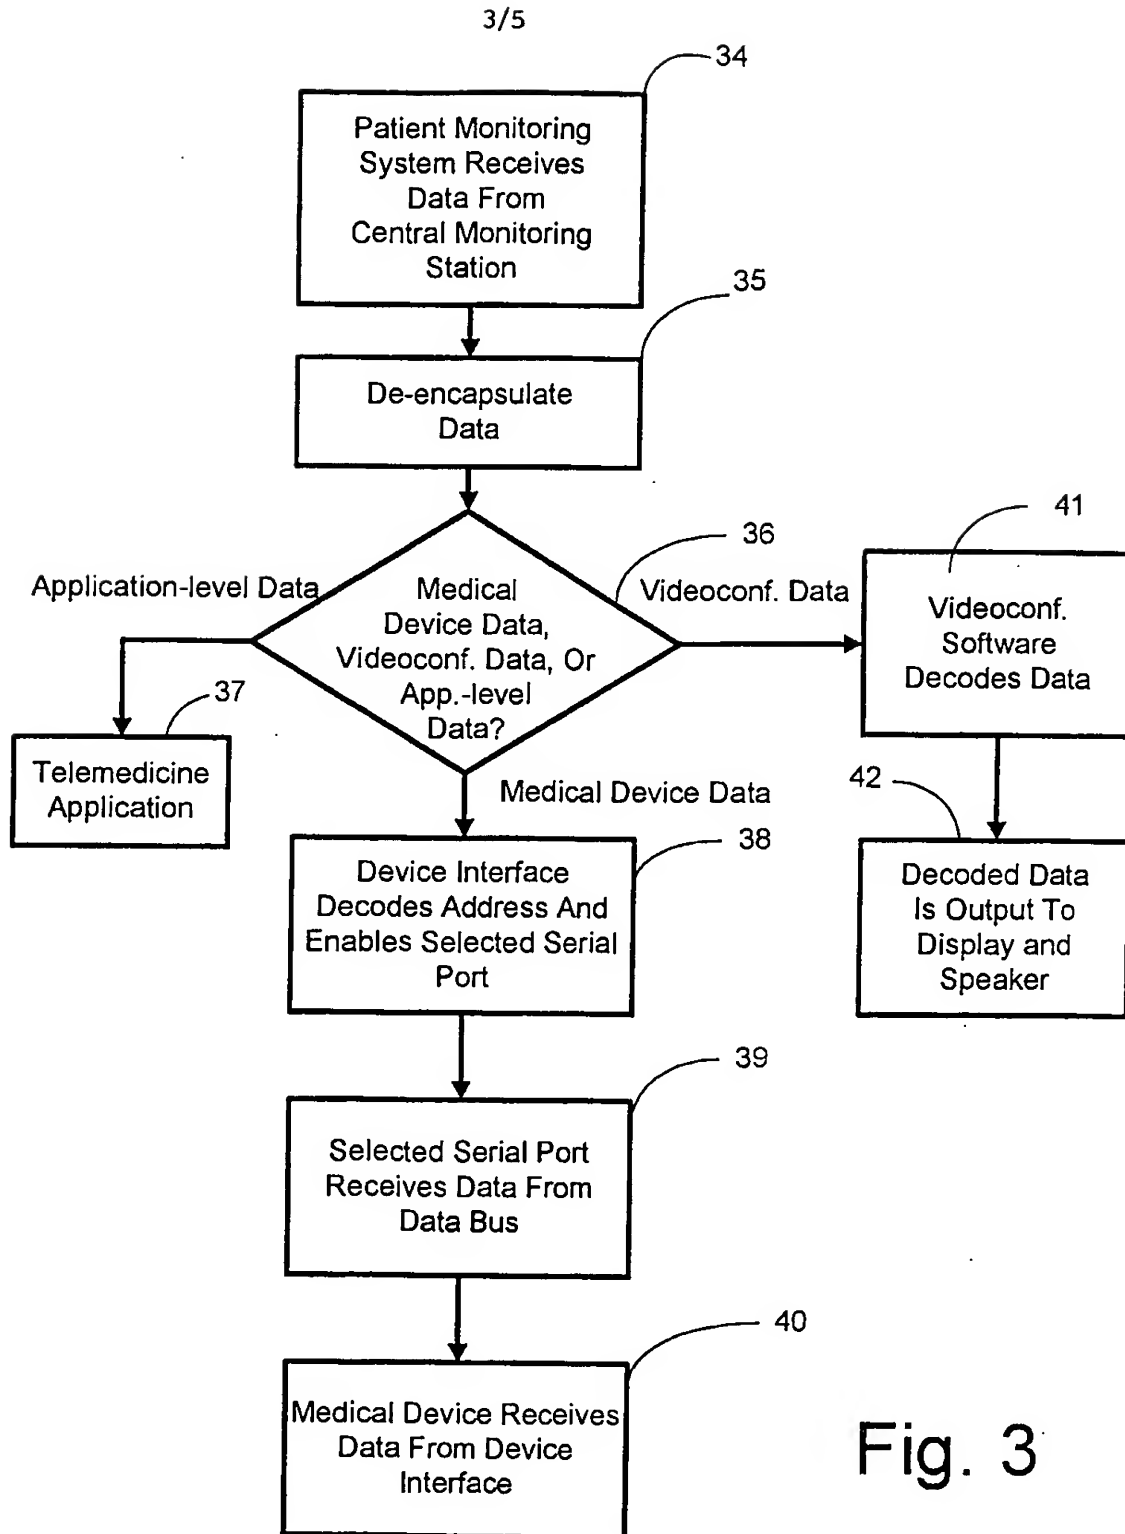 3/5
34
Patient Monitoring
System Receives
Data From
Central Monitoring
Station
35
De-encapsulate
Data
36
Medical
Device Data,
Videoconf. Data, Or
App.-level
Data?
Application-level Data
37
Telemedicine
Application
Videoconf. Data
41
Videoconf.
Software
Decodes Data
42
Decoded Data
Is Output To
Display and
Speaker
Medical Device Data
38
Device Interface
Decodes Address And
Enables Selected Serial
Port
39
Selected Serial Port
Receives Data From
Data Bus
40
Medical Device Receives
Data From Device
Interface
Fig. 3